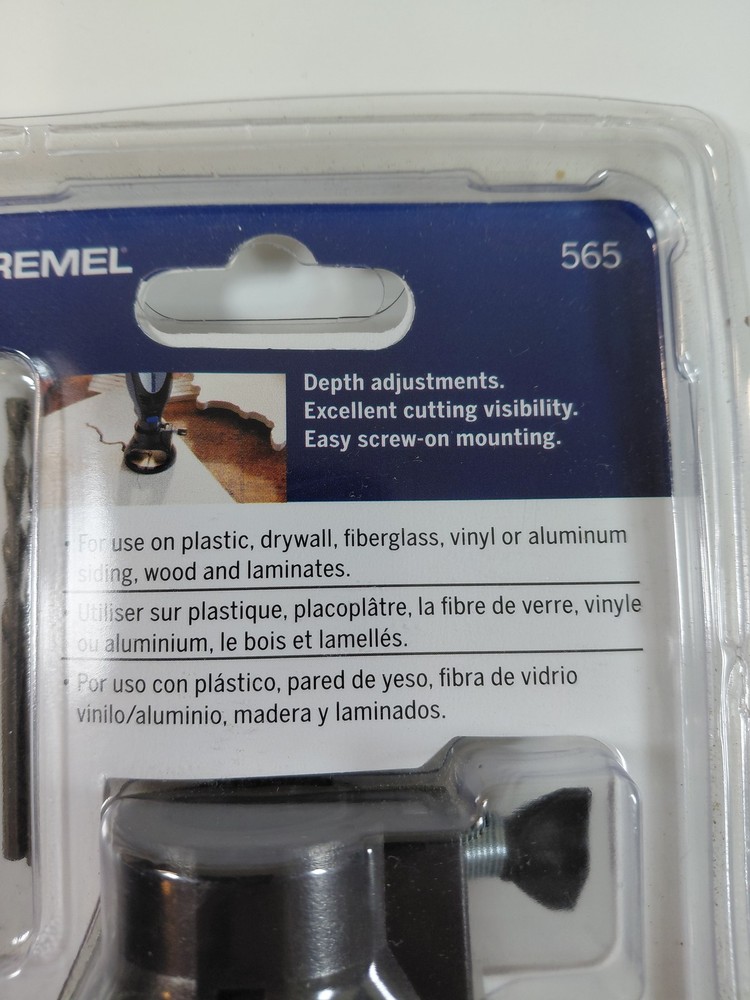 REMEL
565
Depth adjustments.
Excellent cutting visibility.
Easy screw-on mounting.
• For use on plastic, drywall, fiberglass, vinyl or aluminum
siding, wood and laminates.
• Utiliser sur plastique, placoplâtre, la fibre de verre, vinyle
ou aluminium, le bois et lamellés.
• Por uso con plástico, pared de yeso, fibra de vidrio
vinilo/aluminio, madera y laminados.